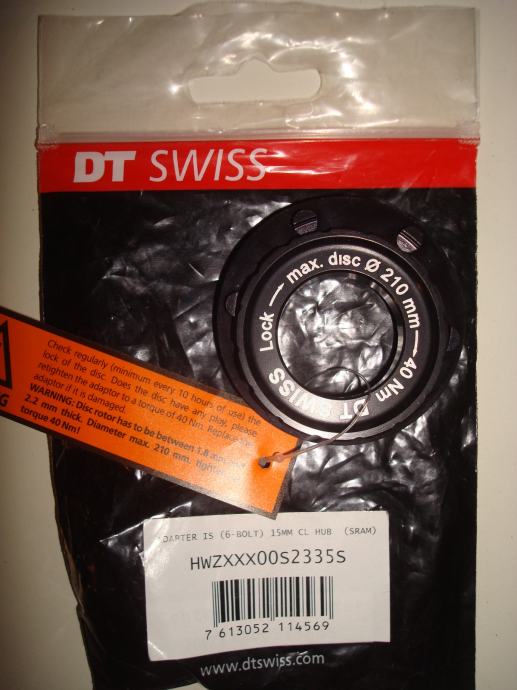 DT SWISS
Lock max. disc Ø 210 mm 40 Nm
DT SWISS
Check regularly (minimum every 10 hours of use) the
lock of the disc. Does the disc have any play, please
retighten the adaptor to a torque of 40 Nm. Replace the
adaptor if it is damaged.
WARNING: Disc rotor has to be between 1.8 mm
2.2 mm thick. Diameter max. 210 mm.
torque 40 Nm!
ADAPTER IS (6-BOLT) 15MM CL HUB (SRAM)
HWZXXX00S2335S
7 613052 114569
www.dtswiss.com